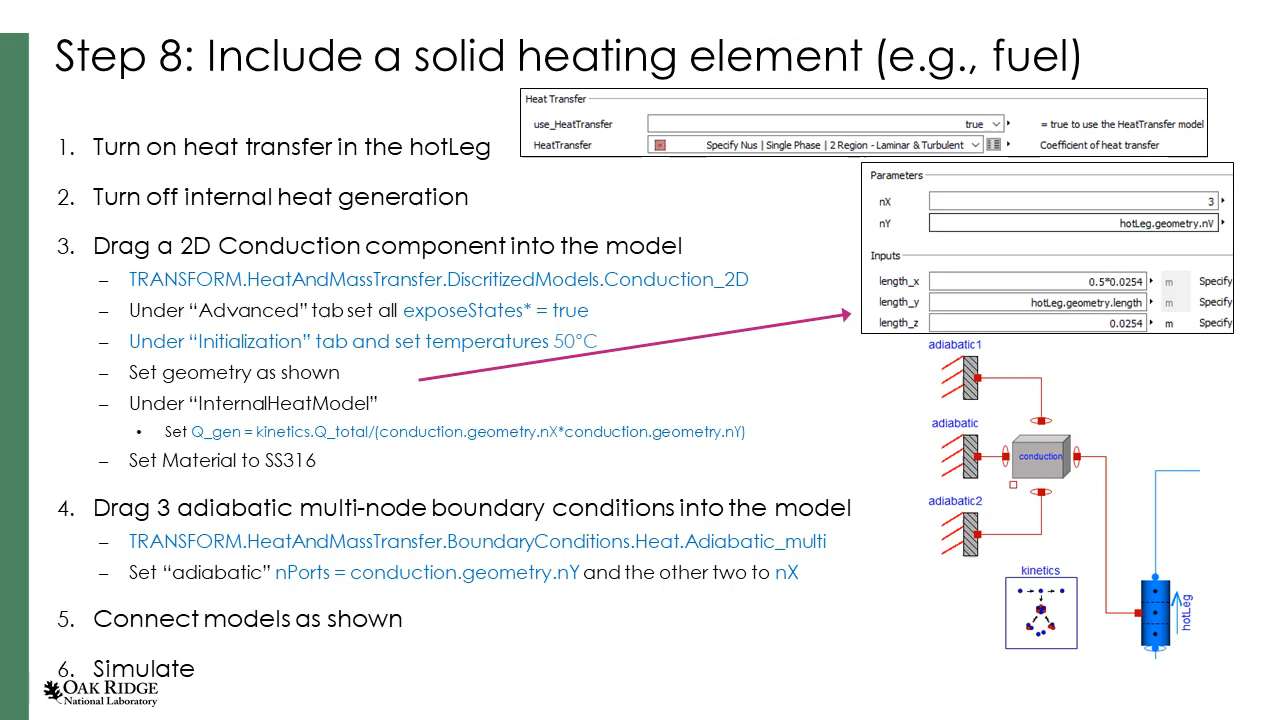 Step 8: Include a solid heating element (e.g., fuel)
Heat Transfer
use_HeatTransfer true = true to use the HeatTransfer model
HeatTransfer Specify Nus | Single Phase | 2 Region - Laminar & Turbulent Coefficient of heat transfer
1. Turn on heat transfer in the hotLeg
2. Turn off internal heat generation
3. Drag a 2D Conduction component into the model
– TRANSFORM.HeatAndMassTransfer.DiscritizedModels.Conduction_2D
– Under “Advanced” tab set all exposeStates* = true
– Under “Initialization” tab and set temperatures 50°C
– Set geometry as shown
– Under “InternalHeatModel”
• Set Q_gen = kinetics.Q_total/(conduction.geometry.nX*conduction.geometry.nY)
– Set Material to SS316
4. Drag 3 adiabatic multi-node boundary conditions into the model
– TRANSFORM.HeatAndMassTransfer.BoundaryConditions.Heat.Adiabatic_multi
– Set “adiabatic” nPorts = conduction.geometry.nY and the other two to nX
5. Connect models as shown
6. Simulate
Parameters
nX 3
nY hotLeg.geometry.nV
Inputs
length_x 0.5*0.0254 m Specify
length_y hotLeg.geometry.length m Specify
length_z 0.0254 m Specify
adiabatic1
adiabatic
conduction
adiabatic2
kinetics
hotLeg
OAK RIDGE
National Laboratory